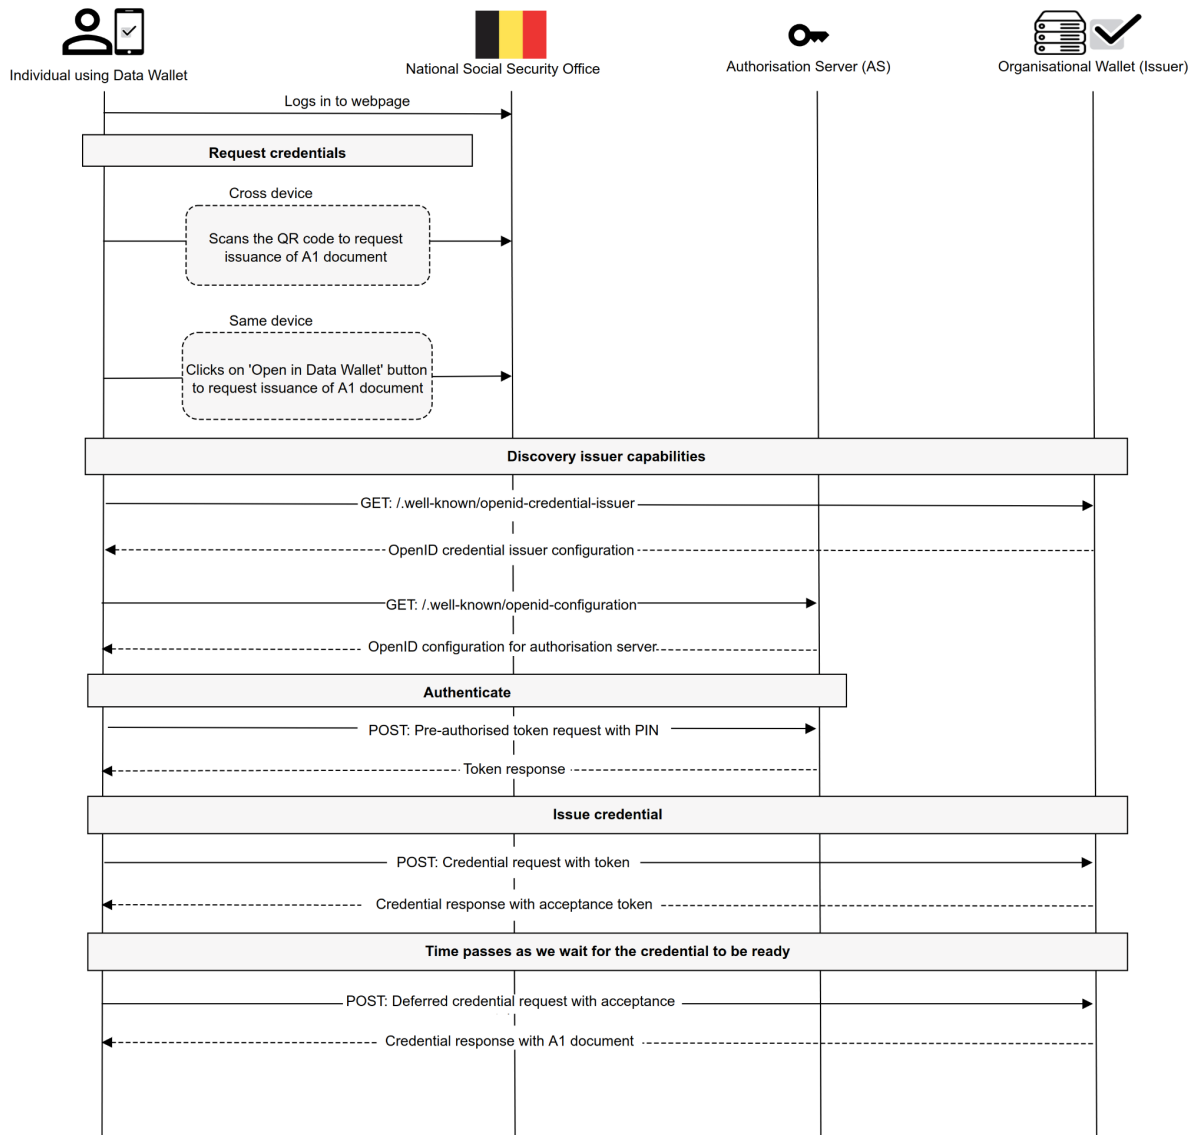 Individual using Data Wallet
National Social Security Office
Authorisation Server (AS)
Organisational Wallet (Issuer)
Logs in to webpage
Request credentials
Cross device
Scans the QR code to request
issuance of A1 document
Same device
Clicks on 'Open in Data Wallet' button
to request issuance of A1 document
Discovery issuer capabilities
GET: /.well-known/openid-credential-issuer
OpenID credential issuer configuration
GET: /.well-known/openid-configuration
OpenID configuration for authorisation server
Authenticate
POST: Pre-authorised token request with PIN
Token response
Issue credential
POST: Credential request with token
Credential response with acceptance token
Time passes as we wait for the credential to be ready
POST: Deferred credential request with acceptance
Credential response with A1 document